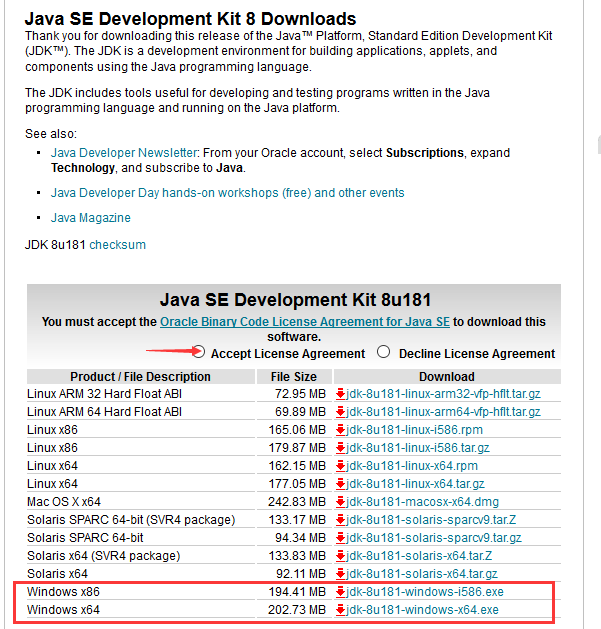 Java SE Development Kit 8 Downloads
Thank you for downloading this release of the Java™ Platform, Standard Edition Development Kit
(JDK™). The JDK is a development environment for building applications, applets, and
components using the Java programming language.
The JDK includes tools useful for developing and testing programs written in the Java
programming language and running on the Java platform.
See also:
▪ Java Developer Newsletter: From your Oracle account, select Subscriptions, expand
Technology, and subscribe to Java.
▪ Java Developer Day hands-on workshops (free) and other events
▪ Java Magazine
JDK 8u181 checksum
Java SE Development Kit 8u181
You must accept the Oracle Binary Code License Agreement for Java SE to download this
software.
Accept License Agreement Decline License Agreement
Product / File Description File Size Download
Linux ARM 32 Hard Float ABI 72.95 MB jdk-8u181-linux-arm32-vfp-hflt.tar.gz
Linux ARM 64 Hard Float ABI 69.89 MB jdk-8u181-linux-arm64-vfp-hflt.tar.gz
Linux x86 165.06 MB jdk-8u181-linux-i586.rpm
Linux x86 179.87 MB jdk-8u181-linux-i586.tar.gz
Linux x64 162.15 MB jdk-8u181-linux-x64.rpm
Linux x64 177.05 MB jdk-8u181-linux-x64.tar.gz
Mac OS X x64 242.83 MB jdk-8u181-macosx-x64.dmg
Solaris SPARC 64-bit (SVR4 package) 133.17 MB jdk-8u181-solaris-sparcv9.tar.Z
Solaris SPARC 64-bit 94.34 MB jdk-8u181-solaris-sparcv9.tar.gz
Solaris x64 (SVR4 package) 133.83 MB jdk-8u181-solaris-x64.tar.Z
Solaris x64 92.11 MB jdk-8u181-solaris-x64.tar.gz
Windows x86 194.41 MB jdk-8u181-windows-i586.exe
Windows x64 202.73 MB jdk-8u181-windows-x64.exe